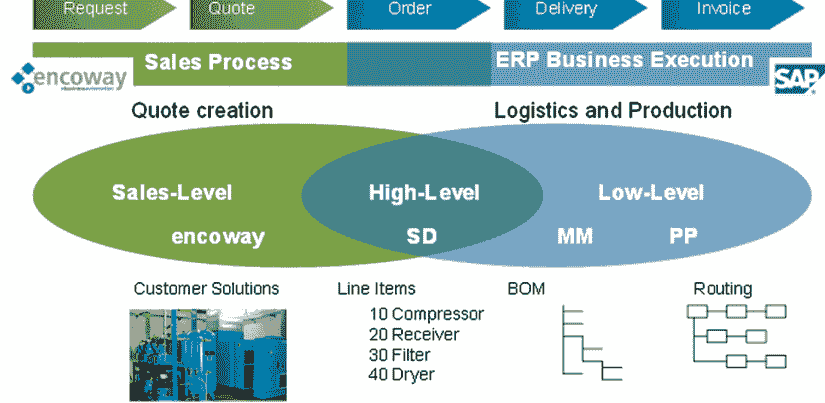 Request Quote Order Delivery Invoice
encoway Sales Process ERP Business Execution SAP
Quote creation Logistics and Production
Sales-Level High-Level Low-Level
encoway SD MM PP
Customer Solutions Line Items BOM Routing
10 Compressor
20 Receiver
30 Filter
40 Dryer